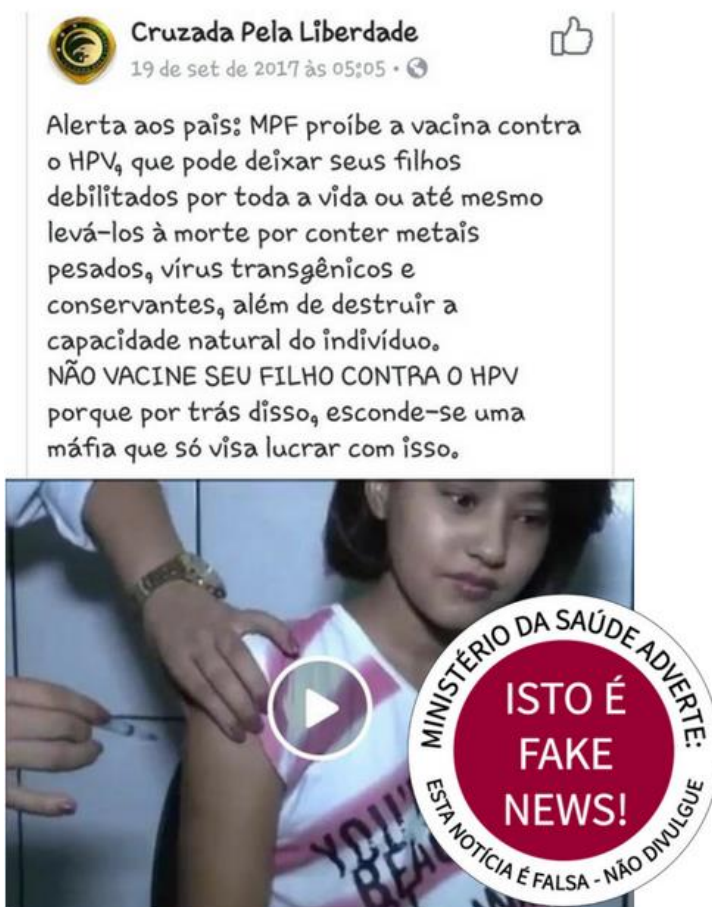 Cruzada Pela Liberdade
19 de set de 2017 às 05:05 •
Alerta aos pais: MPF proíbe a vacina contra
o HPV, que pode deixar seus filhos
debilitados por toda a vida ou até mesmo
levá-los à morte por conter metais
pesados, vírus transgênicos e
conservantes, além de destruir a
capacidade natural do indivíduo.
NÃO VACINE SEU FILHO CONTRA O HPV
porque por trás disso, esconde-se uma
máfia que só visa lucrar com isso.
MINISTÉRIO DA SAÚDE ADVERTE:
ISTO É
FAKE
NEWS!
ESTA NOTÍCIA É FALSA - NÃO DIVULGUE